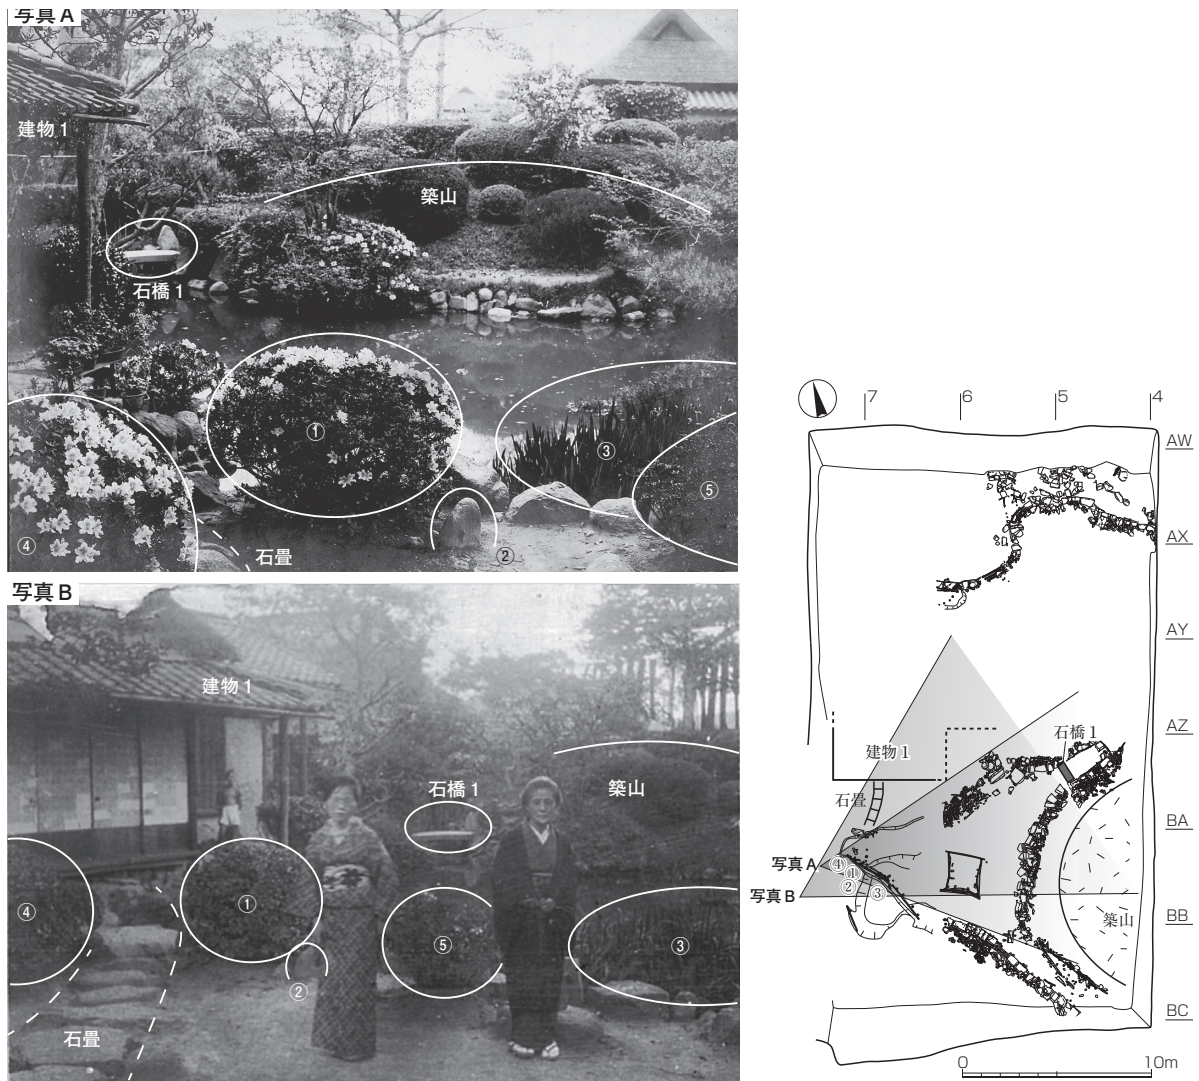 写真A
建物1
築山
石橋1
①
③
⑤
④
②
石畳
写真B
建物1
石橋1
築山
④
①
⑤
③
②
石畳
7
6
5
4
AW
AX
AY
AZ
石橋1
建物1
石畳
BA
写真A
④
①
②
③
写真B
築山
BB
BC
0
10m